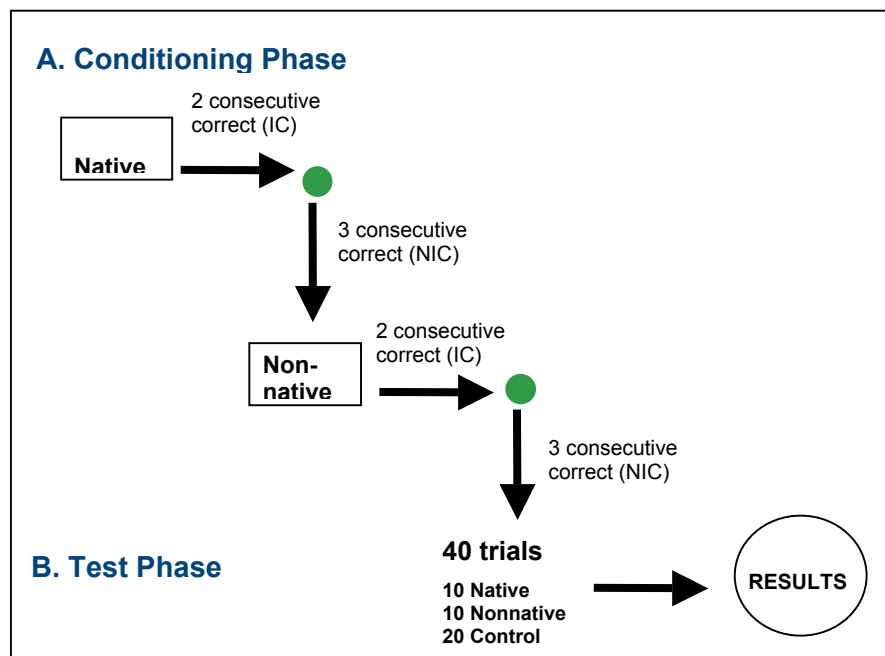 A. Conditioning Phase
2 consecutive
correct (IC)
Native
3 consecutive
correct (NIC)
2 consecutive
correct (IC)
Non-
native
3 consecutive
correct (NIC)
40 trials
B. Test Phase
10 Native
10 Nonnative
20 Control
RESULTS